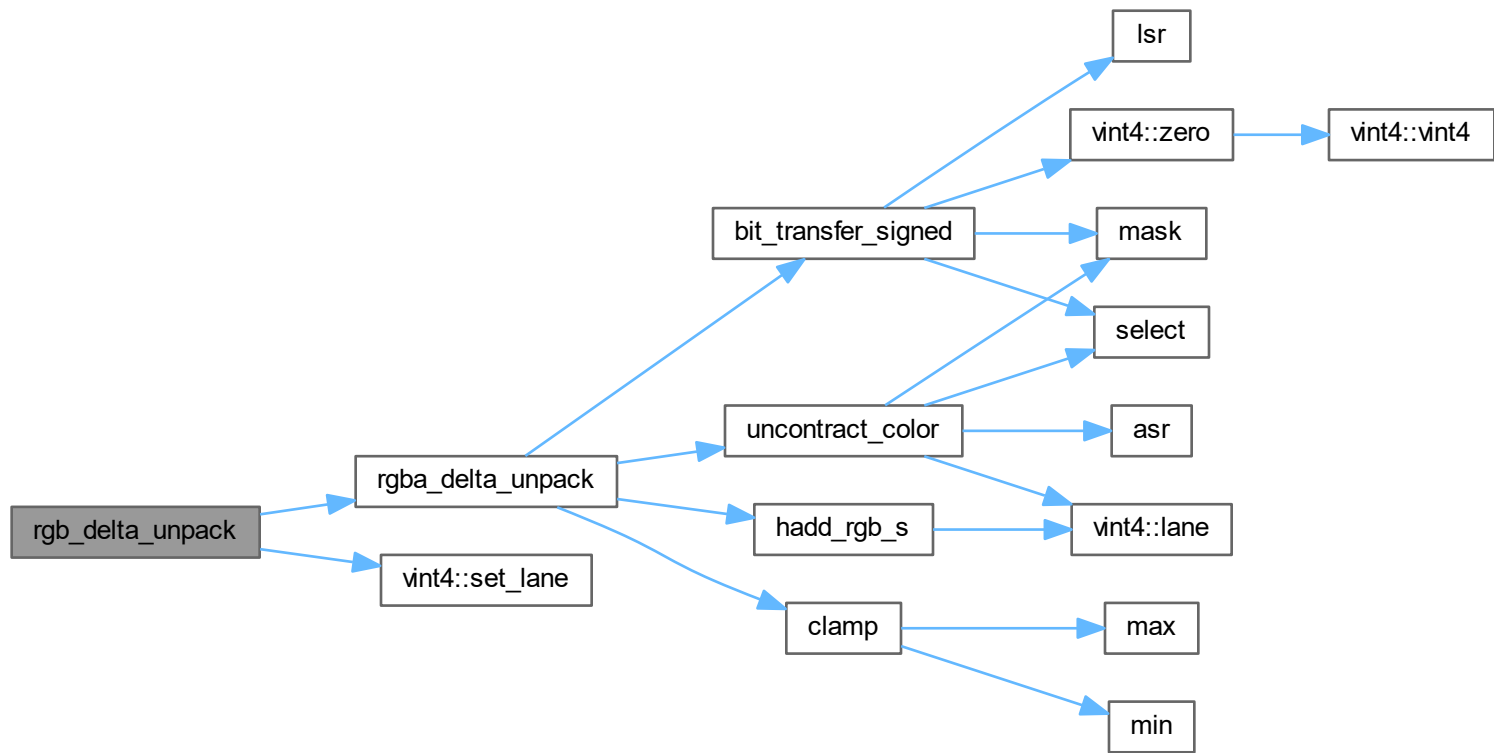 lsr
vint4::zero
vint4::vint4
bit_transfer_signed
mask
select
uncontract_color
asr
rgba_delta_unpack
rgb_delta_unpack
hadd_rgb_s
vint4::lane
vint4::set_lane
clamp
max
min